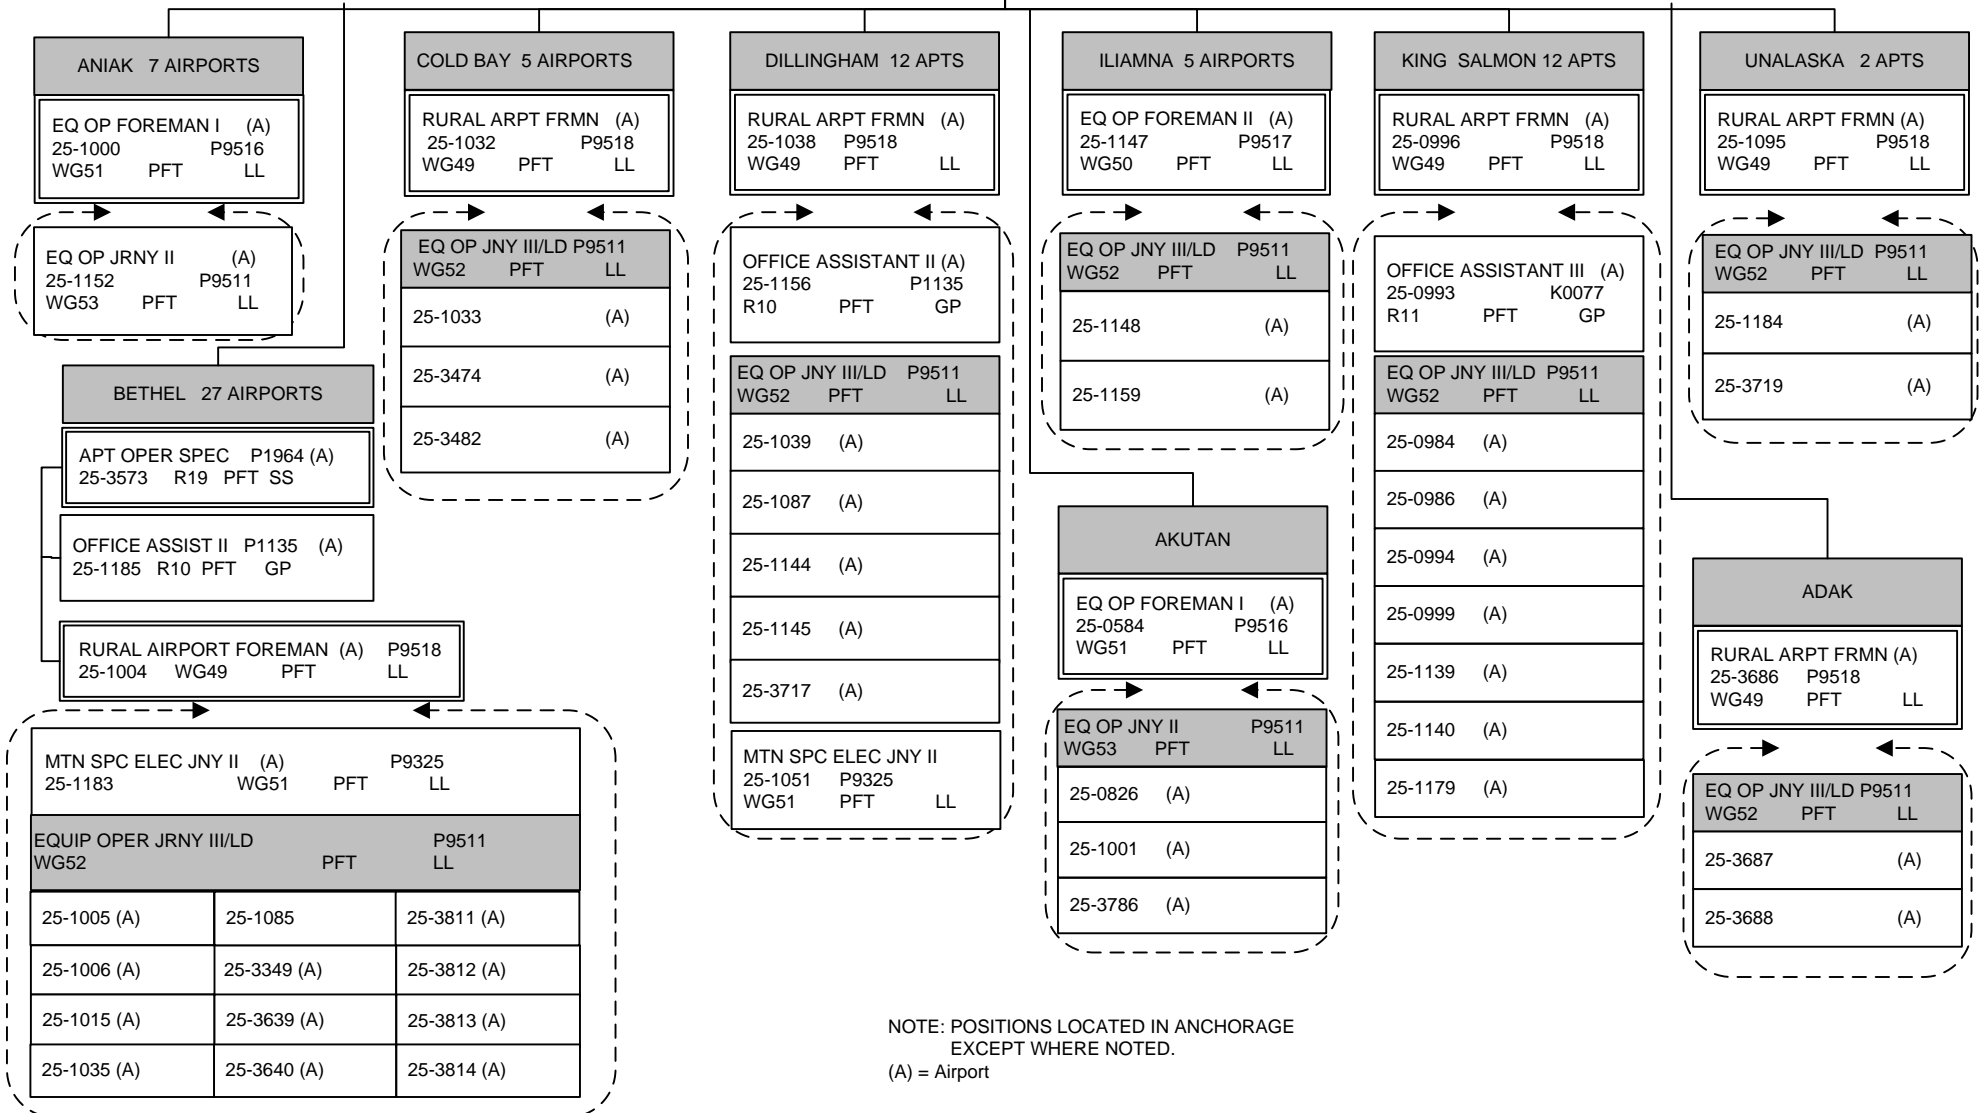 ANIAK 7 AIRPORTS
EQ OP FOREMAN I (A)
25-1000 P9516
WG51 PFT LL
EQ OP JRNY II (A)
25-1152 P9511
WG53 PFT LL
BETHEL 27 AIRPORTS
APT OPER SPEC P1964 (A)
25-3573 R19 PFT SS
OFFICE ASSIST II P1135 (A)
25-1185 R10 PFT GP
RURAL AIRPORT FOREMAN (A) P9518
25-1004 WG49 PFT LL
MTN SPC ELEC JNY II (A) P9325
25-1183 WG51 PFT LL
EQUIP OPER JRNY III/LD P9511
WG52 PFT LL
25-1005 (A) 25-1085 25-3811 (A)
25-1006 (A) 25-3349 (A) 25-3812 (A)
25-1015 (A) 25-3639 (A) 25-3813 (A)
25-1035 (A) 25-3640 (A) 25-3814 (A)
COLD BAY 5 AIRPORTS
RURAL ARPT FRMN (A)
25-1032 P9518
WG49 PFT LL
EQ OP JNY III/LD P9511
WG52 PFT LL
25-1033 (A)
25-3474 (A)
25-3482 (A)
DILLINGHAM 12 APTS
RURAL ARPT FRMN (A)
25-1038 P9518
WG49 PFT LL
OFFICE ASSISTANT II (A)
25-1156 P1135
R10 PFT GP
EQ OP JNY III/LD P9511
WG52 PFT LL
25-1039 (A)
25-1087 (A)
25-1144 (A)
25-1145 (A)
25-3717 (A)
MTN SPC ELEC JNY II
25-1051 P9325
WG51 PFT LL
ILIAMNA 5 AIRPORTS
EQ OP FOREMAN II (A)
25-1147 P9517
WG50 PFT LL
EQ OP JNY III/LD P9511
WG52 PFT LL
25-1148 (A)
25-1159 (A)
AKUTAN
EQ OP FOREMAN I (A)
25-0584 P9516
WG51 PFT LL
EQ OP JNY II P9511
WG53 PFT LL
25-0826 (A)
25-1001 (A)
25-3786 (A)
KING SALMON 12 APTS
RURAL ARPT FRMN (A)
25-0996 P9518
WG49 PFT LL
OFFICE ASSISTANT III (A)
25-0993 K0077
R11 PFT GP
EQ OP JNY III/LD P9511
WG52 PFT LL
25-0984 (A)
25-0986 (A)
25-0994 (A)
25-0999 (A)
25-1139 (A)
25-1140 (A)
25-1179 (A)
UNALASKA 2 APTS
RURAL ARPT FRMN (A)
25-1095 P9518
WG49 PFT LL
EQ OP JNY III/LD P9511
WG52 PFT LL
25-1184 (A)
25-3719 (A)
ADAK
RURAL ARPT FRMN (A)
25-3686 P9518
WG49 PFT LL
EQ OP JNY III/LD P9511
WG52 PFT LL
25-3687 (A)
25-3688 (A)
NOTE: POSITIONS LOCATED IN ANCHORAGE
EXCEPT WHERE NOTED.
(A) = Airport